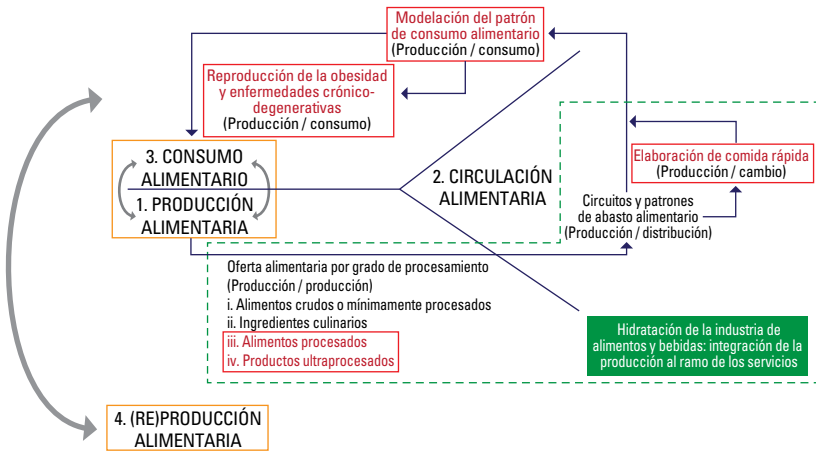 Modelación del patrón
de consumo alimentario
(Producción / consumo)
Reproducción de la obesidad
y enfermedades crónico-
degenerativas
(Producción / consumo)
3. CONSUMO
ALIMENTARIO
1. PRODUCCIÓN
ALIMENTARIA
2. CIRCULACIÓN
ALIMENTARIA
Elaboración de comida rápida
(Producción / cambio)
Circuitos y patrones
de abasto alimentario
(Producción / distribución)
Oferta alimentaria por grado de procesamiento
(Producción / producción)
i. Alimentos crudos o mínimamente procesados
ii. Ingredientes culinarios
iii. Alimentos procesados
iv. Productos ultraprocesados
Hidratación de la industria de
alimentos y bebidas: integración de la
producción al ramo de los servicios
4. (RE)PRODUCCIÓN
ALIMENTARIA